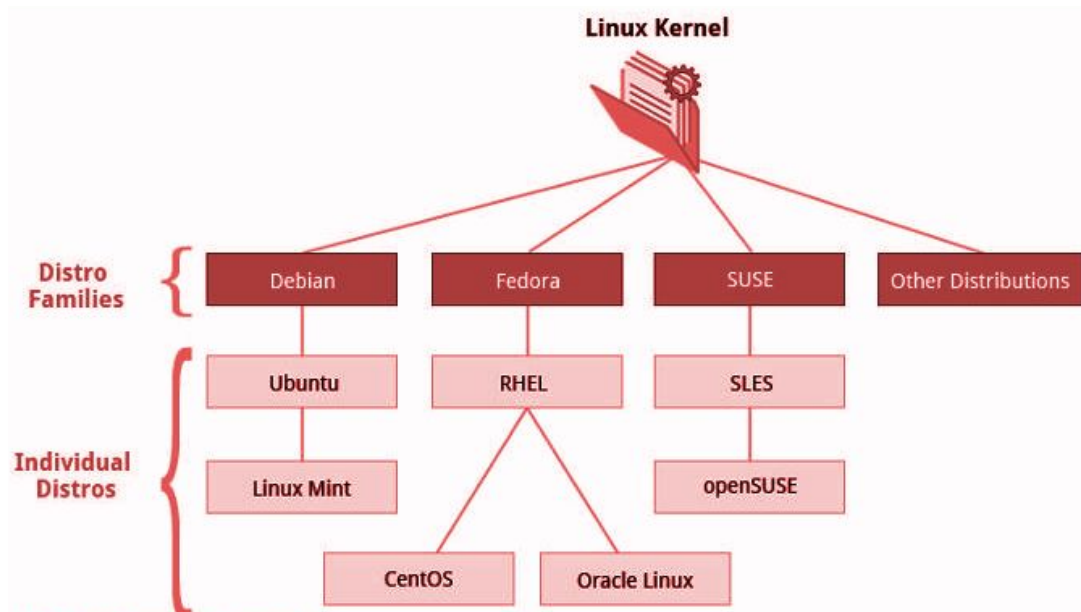 Linux Kernel
Distro
Families
Debian
Fedora
SUSE
Other Distributions
Ubuntu
RHEL
SLES
Individual
Distros
Linux Mint
openSUSE
CentOS
Oracle Linux